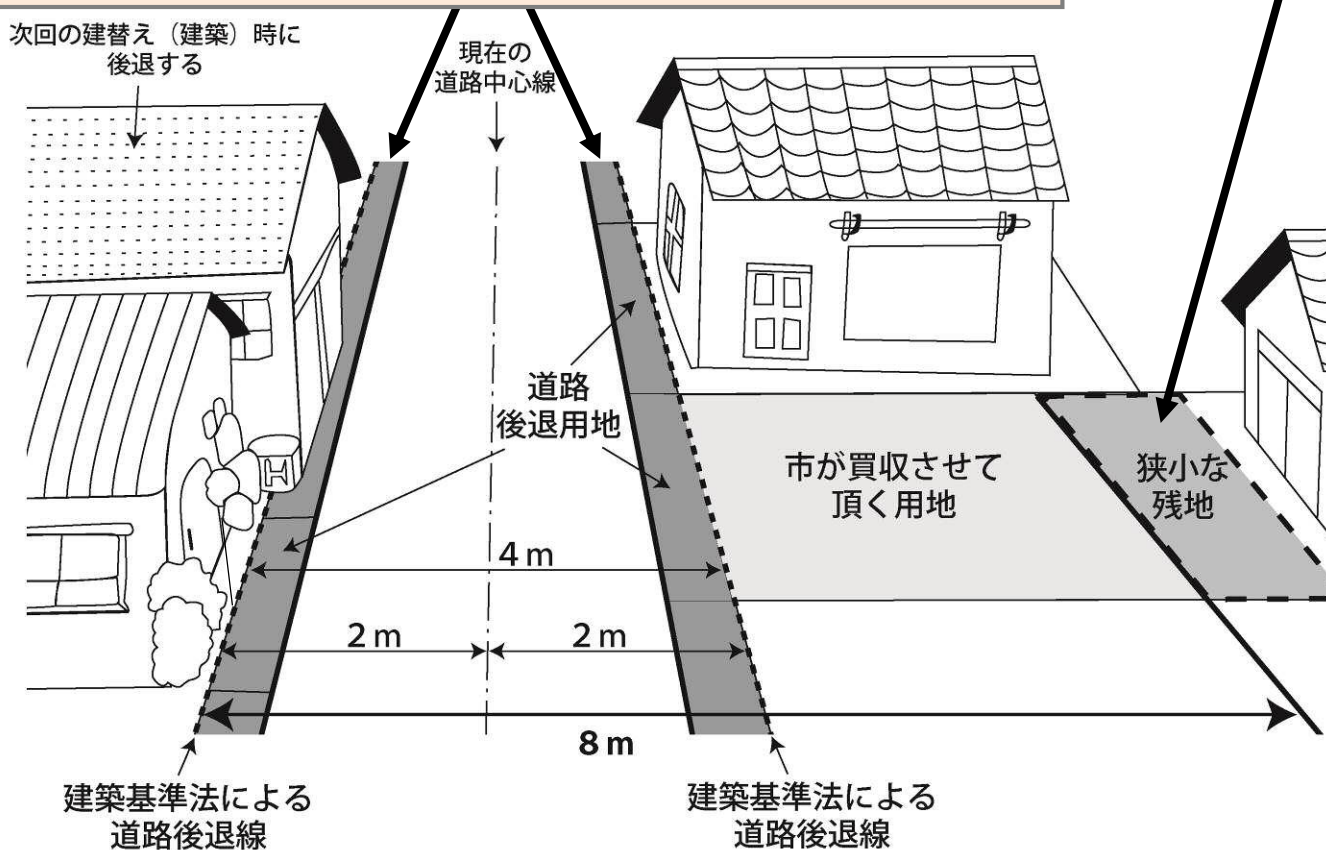 次回の建替え（建築）時に
後退する
現在の
道路中心線
道路
後退用地
市が買収させて
頂く用地
狭小な
残地
4m
2m
2m
8m
建築基準法による
道路後退線
建築基準法による
道路後退線